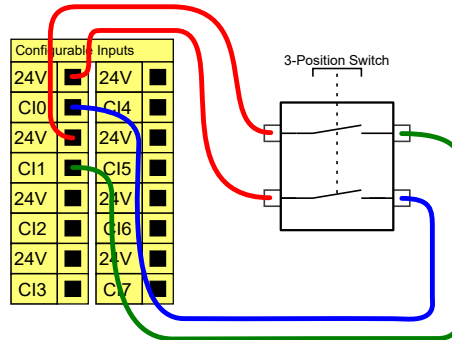 Configurable Inputs
3-Position Switch
24V 24V
CI0 CI4
24V 24V
CI1 CI5
24V 24V
CI2 CI6
24V 24V
CI3 CI7